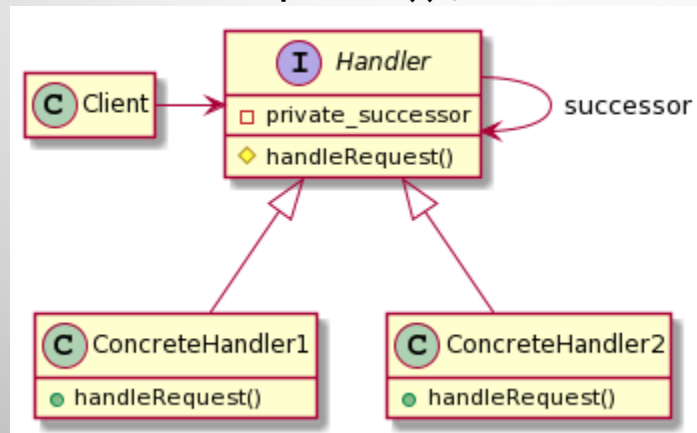 I Handler
C Client
private_successor
successor
handleRequest()
C ConcreteHandler1
handleRequest()
C ConcreteHandler2
handleRequest()